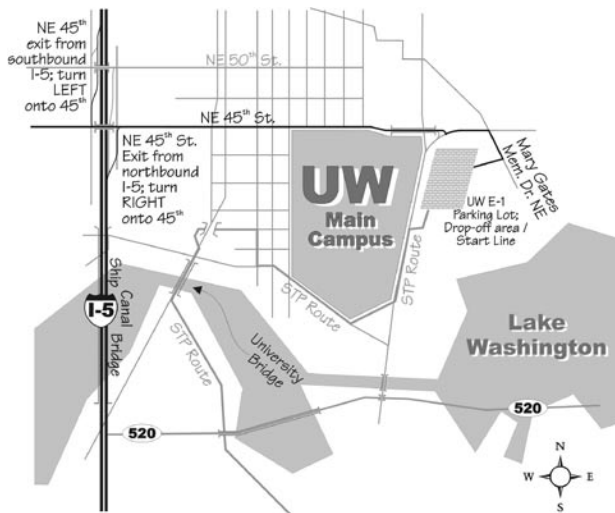 NE 45th
exit from
southbound
I-5; turn
LEFT
onto 45th
NE 50th St.
NE 45th St.
NE 45th St.
Exit from
northbound
I-5; turn
RIGHT
onto 45th
UW
Main
Campus
Mary Gates
Mem. Dr. NE
UW E-1
Parking Lot;
Drop-off area /
Start Line
STP Route
STP Route
Ship Canal Bridge
I-5
STP Route
University
Bridge
Lake
Washington
520
520
N
W E
S